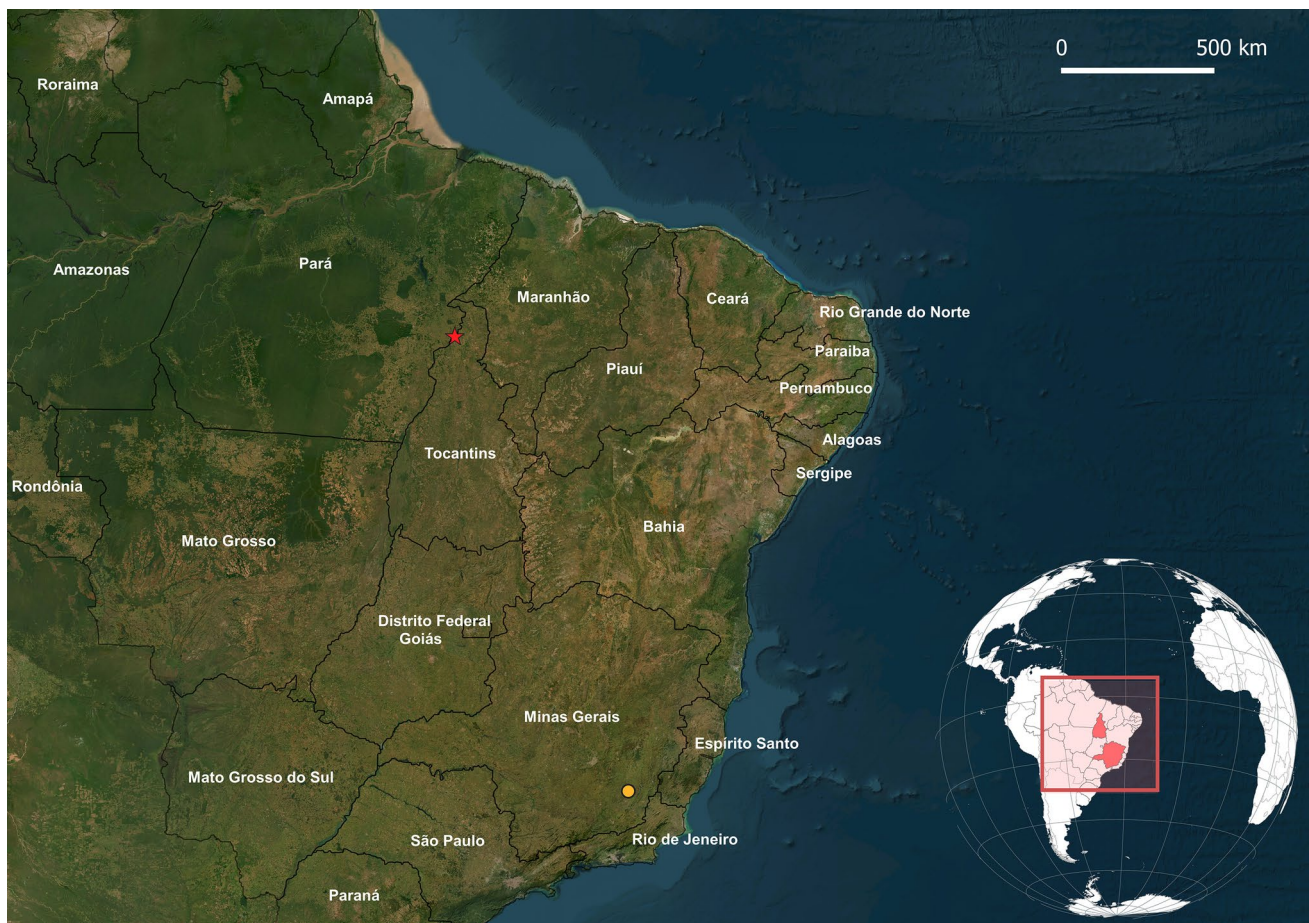 0 500 km
Roraima
Amapá
Amazonas
Pará
Maranhão
Ceará
Rio Grande do Norte
Paraiba
Piauí
Pernambuco
Alagoas
Tocantins
Sergipe
Rondônia
Bahia
Mato Grosso
Distrito Federal
Goiás
Minas Gerais
Espírito Santo
Mato Grosso do Sul
São Paulo
Rio de Jeneiro
Paraná